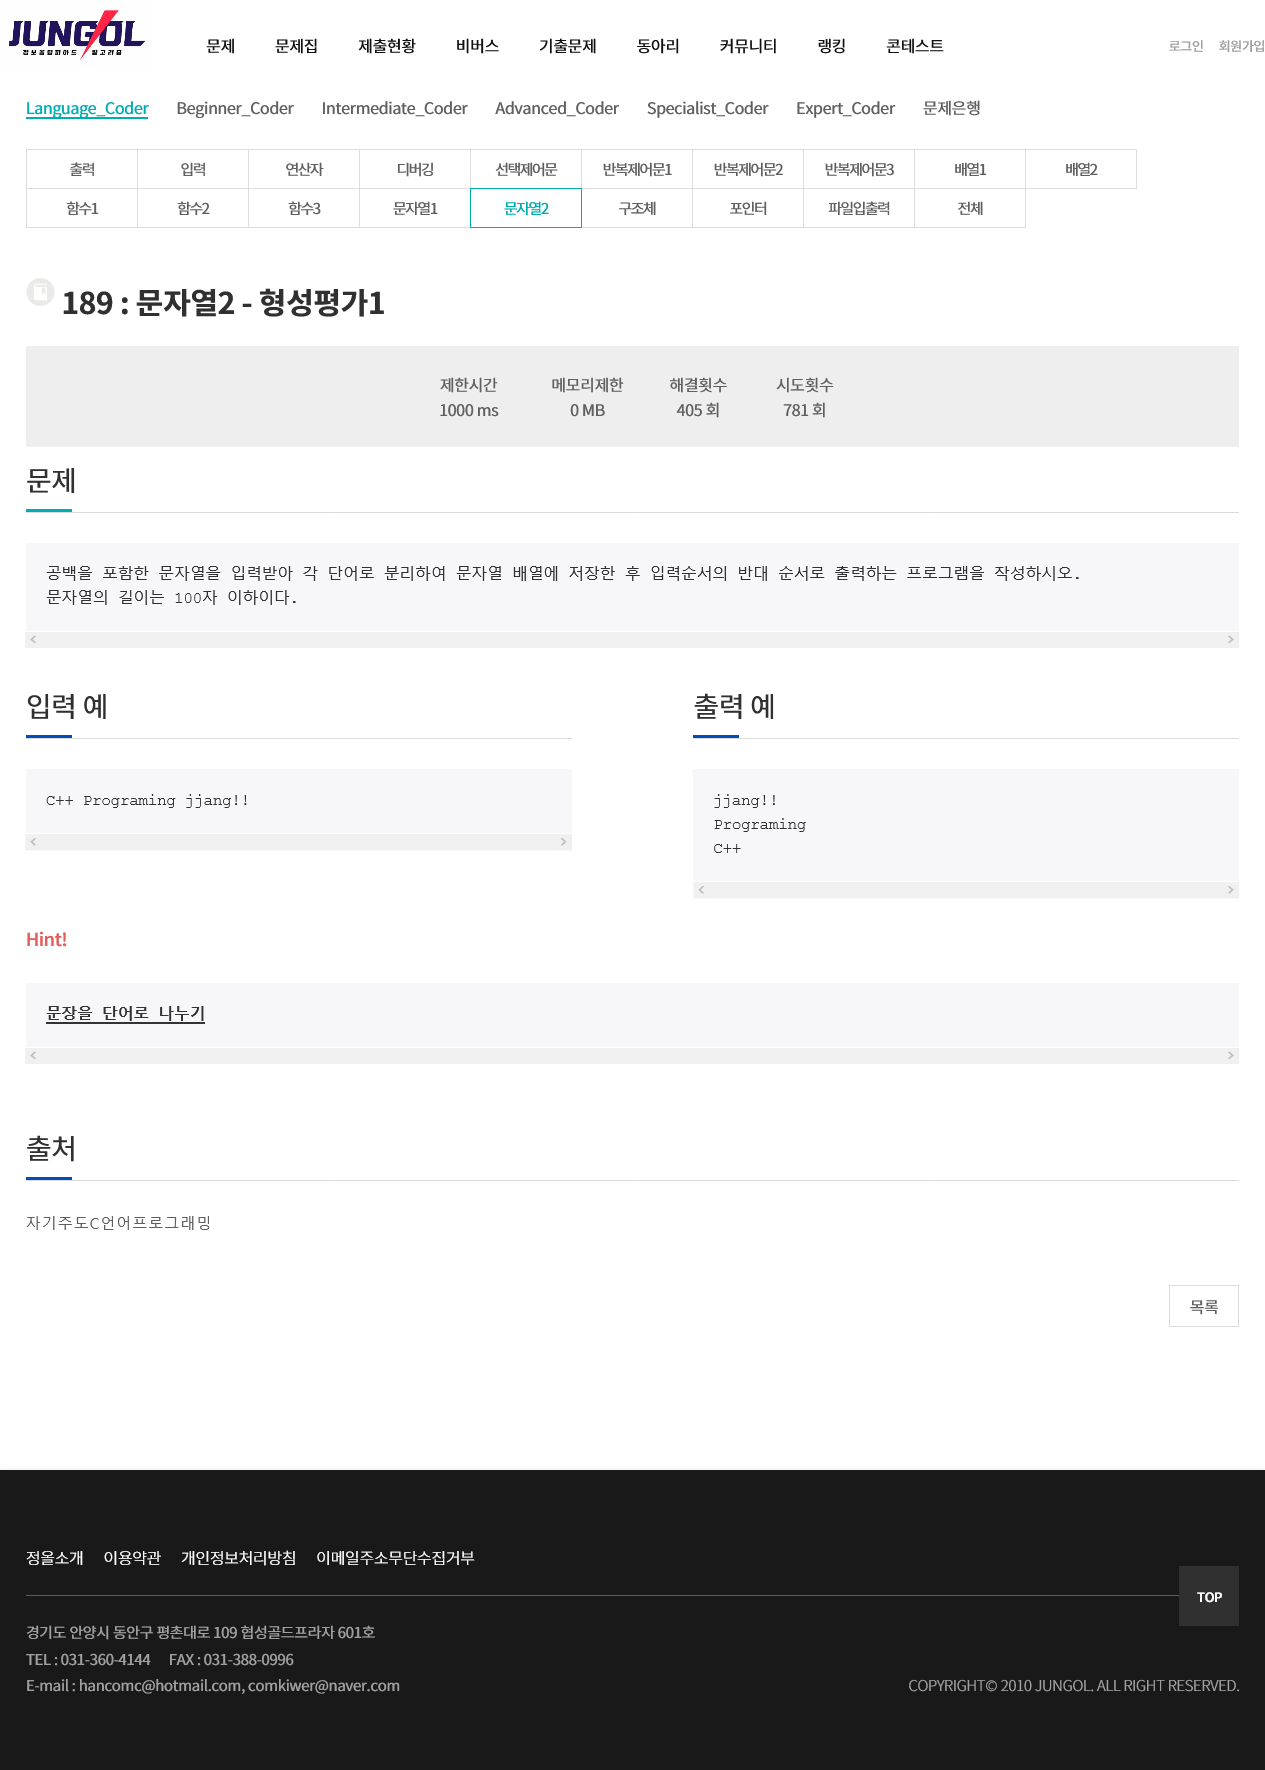 JUNGOL
정보올림피아드 알고리즘
문제 문제집 제출현황 비버스 기출문제 동아리 커뮤니티 랭킹 콘테스트 로그인 회원가입
Language_Coder Beginner_Coder Intermediate_Coder Advanced_Coder Specialist_Coder Expert_Coder 문제은행
출력 입력 연산자 디버깅 선택제어문 반복제어문1 반복제어문2 반복제어문3 배열1 배열2
함수1 함수2 함수3 문자열1 문자열2 구조체 포인터 파일입출력 전체
189 : 문자열2 - 형성평가1
제한시간 메모리제한 해결횟수 시도횟수
1000 ms 0 MB 405 회 781 회
문제
공백을 포함한 문자열을 입력받아 각 단어로 분리하여 문자열 배열에 저장한 후 입력순서의 반대 순서로 출력하는 프로그램을 작성하시오.
문자열의 길이는 100자 이하이다.
입력 예
C++ Programing jjang!!
출력 예
jjang!!
Programing
C++
Hint!
문장을 단어로 나누기
출처
자기주도C언어프로그래밍
목록
정올소개 이용약관 개인정보처리방침 이메일주소무단수집거부
TOP
경기도 안양시 동안구 평촌대로 109 협성골드프라자 601호
TEL : 031-360-4144 FAX : 031-388-0996
E-mail : hancomc@hotmail.com, comkiwer@naver.com
COPYRIGHT© 2010 JUNGOL. ALL RIGHT RESERVED.